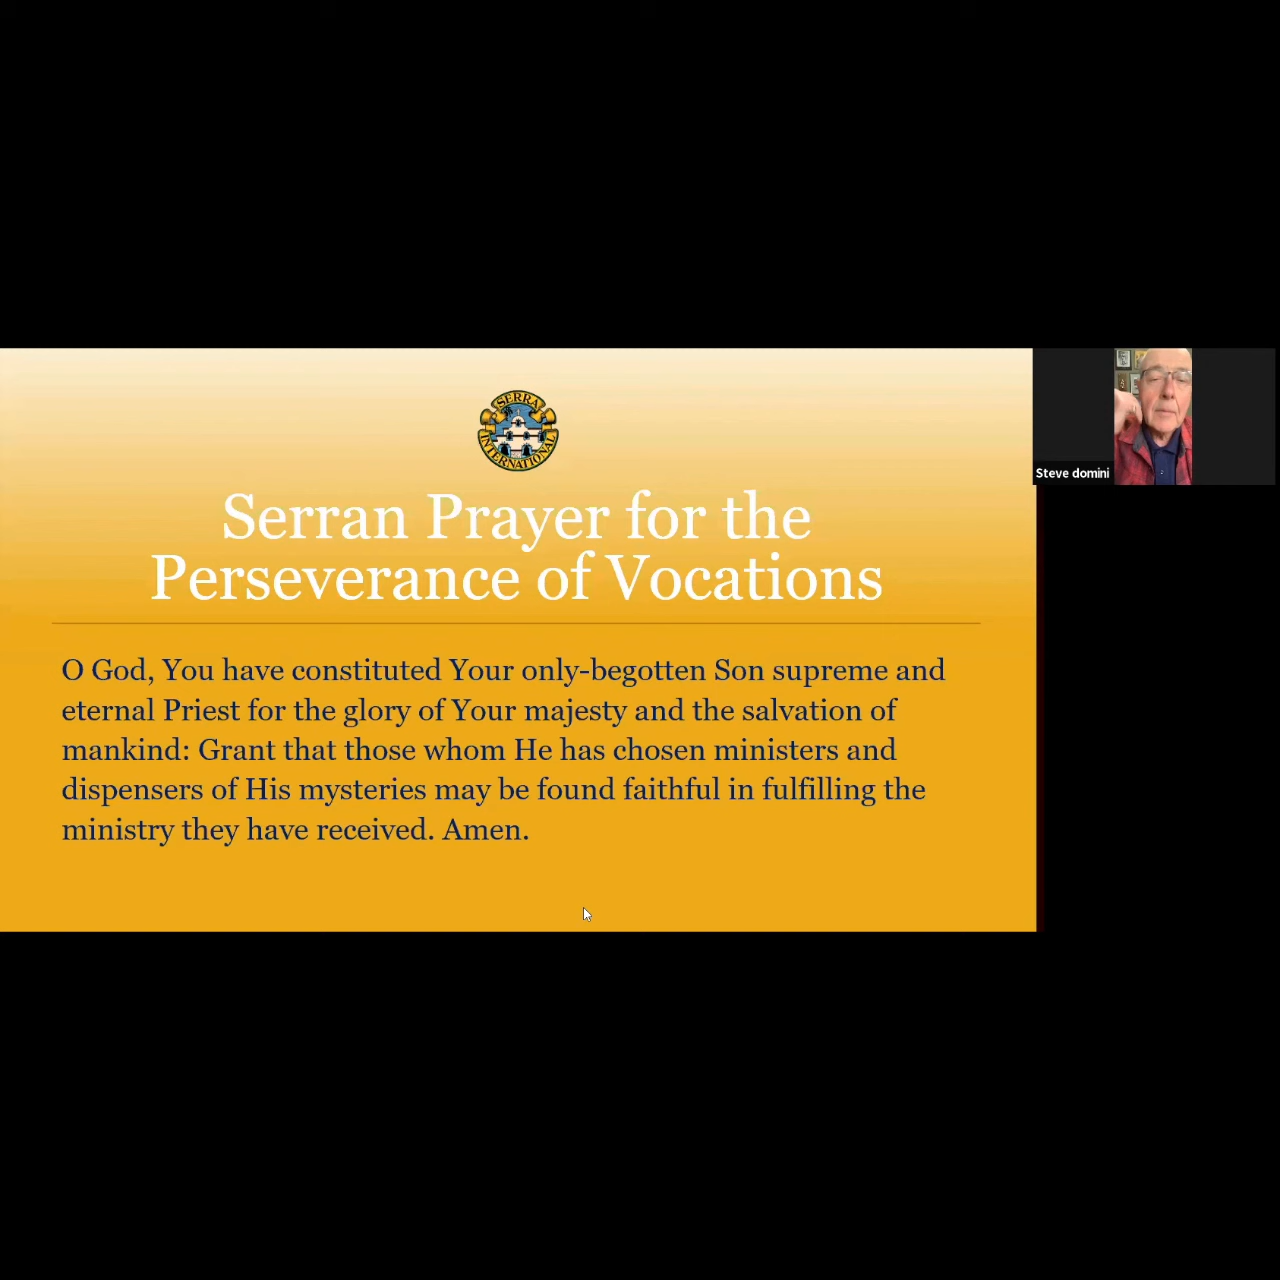 SERRA
INTERNATIONAL
Serran Prayer for the
Perseverance of Vocations
O God, You have constituted Your only-begotten Son supreme and
eternal Priest for the glory of Your majesty and the salvation of
mankind: Grant that those whom He has chosen ministers and
dispensers of His mysteries may be found faithful in fulfilling the
ministry they have received. Amen.
Steve domini